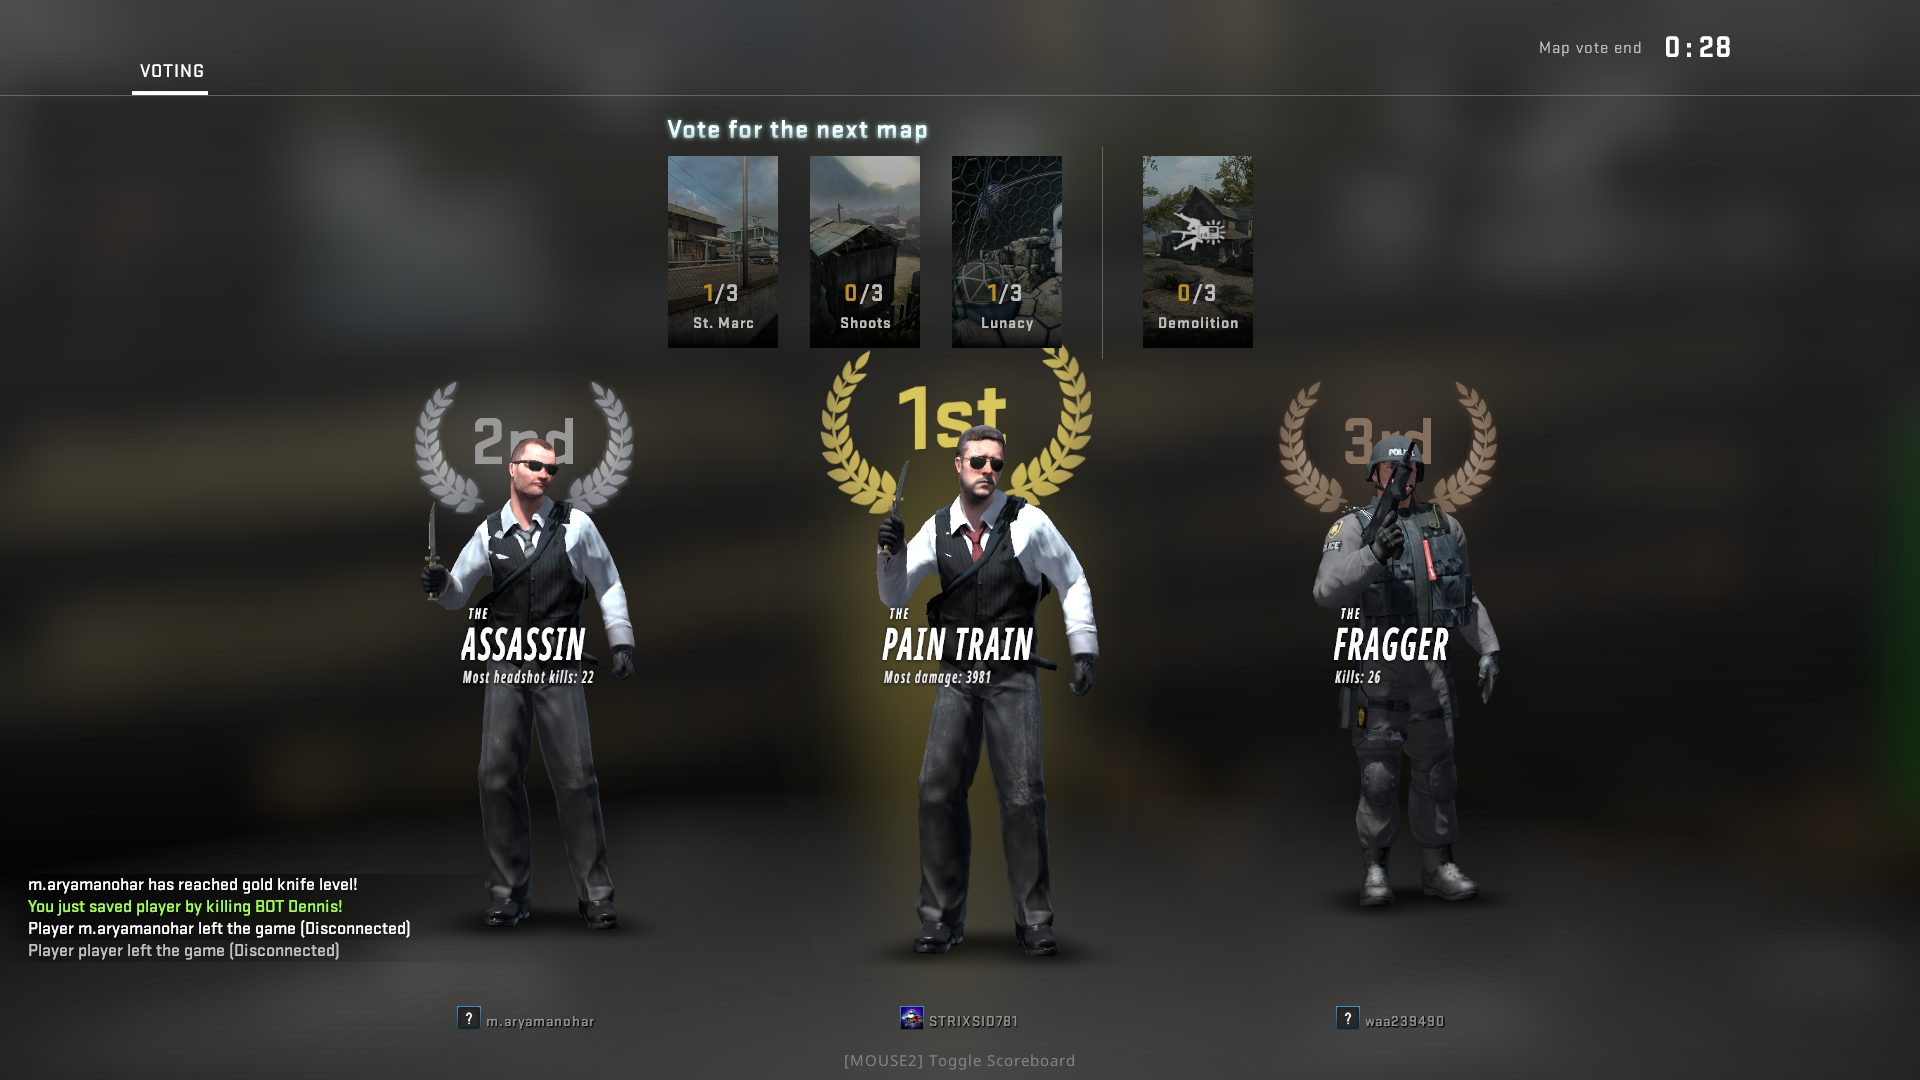 VOTING
Map vote end 0:28
Vote for the next map
1/3
St. Marc
0/3
Shoots
1/3
Lunacy
0/3
Demolition
2nd
1st
3rd
POLICE
THE
ASSASSIN
Most headshot kills: 22
THE
PAIN TRAIN
Most damage: 3981
THE
FRAGGER
Kills: 26
m.aryamanohar has reached gold knife level!
You just saved player by killing BOT Dennis!
Player m.aryamanohar left the game (Disconnected)
Player player left the game (Disconnected)
? m.aryamanohar
STRIXSID781
? waa239490
[MOUSE2] Toggle Scoreboard